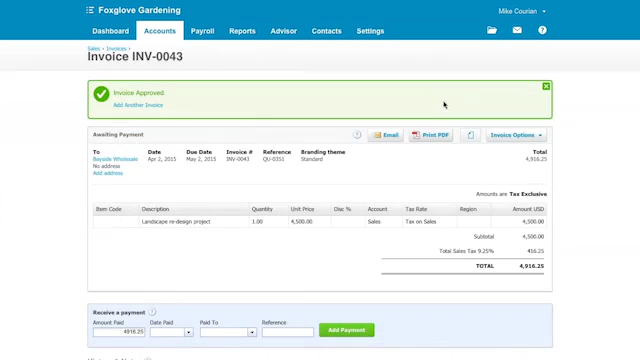 Foxglove Gardening
Mike Courian
Dashboard Accounts Payroll Reports Advisor Contacts Settings
Sales › Invoices ›
Invoice INV-0043
Invoice Approved.
Add Another Invoice
Awaiting Payment ? Email Print PDF Invoice Options
To Date Due Date Invoice # Reference Branding theme Total
Bayside Wholesale Apr 2, 2015 May 2, 2015 INV-0043 QU-0351 Standard 4,916.25
No address
Add address
Amounts are Tax Exclusive
Item Code Description Quantity Unit Price Disc % Account Tax Rate Region Amount USD
Landscape re-design project 1.00 4,500.00 Sales Tax on Sales 4,500.00
Subtotal 4,500.00
Total Sales Tax 9.25% 416.25
TOTAL 4,916.25
Receive a payment ?
Amount Paid Date Paid Paid To Reference
4916.25 Add Payment